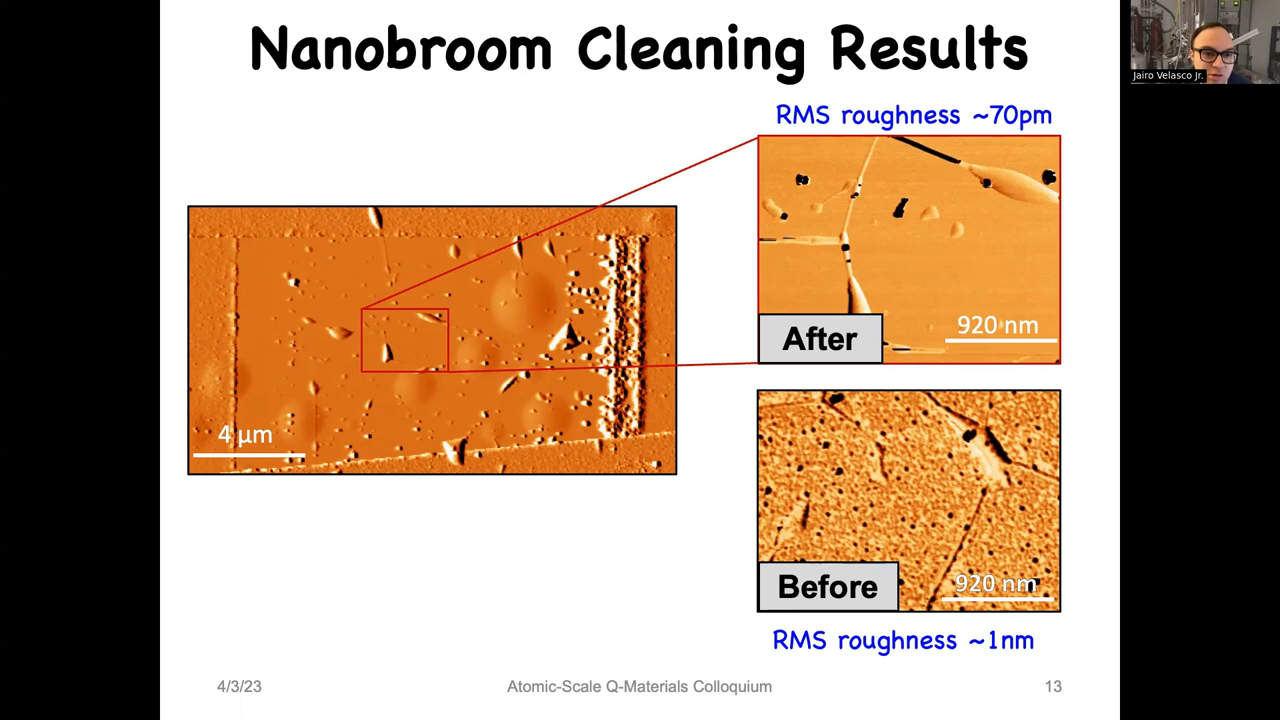 Nanobroom Cleaning Results
Jairo Velasco Jr.
RMS roughness ~70pm
After
920 nm
4 µm
Before
920 nm
RMS roughness ~1nm
4/3/23
Atomic-Scale Q-Materials Colloquium
13